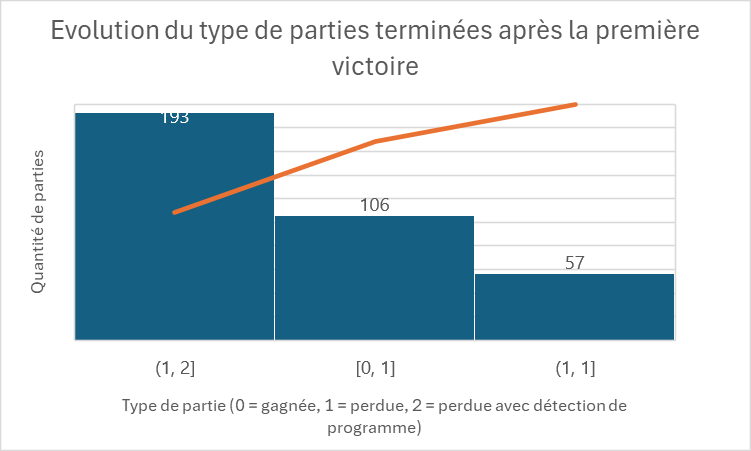 Evolution du type de parties terminées après la première
victoire
Quantité de parties
193
106
57
(1, 2]
[0, 1]
(1, 1]
Type de partie (0 = gagnée, 1 = perdue, 2 = perdue avec détection de
programme)